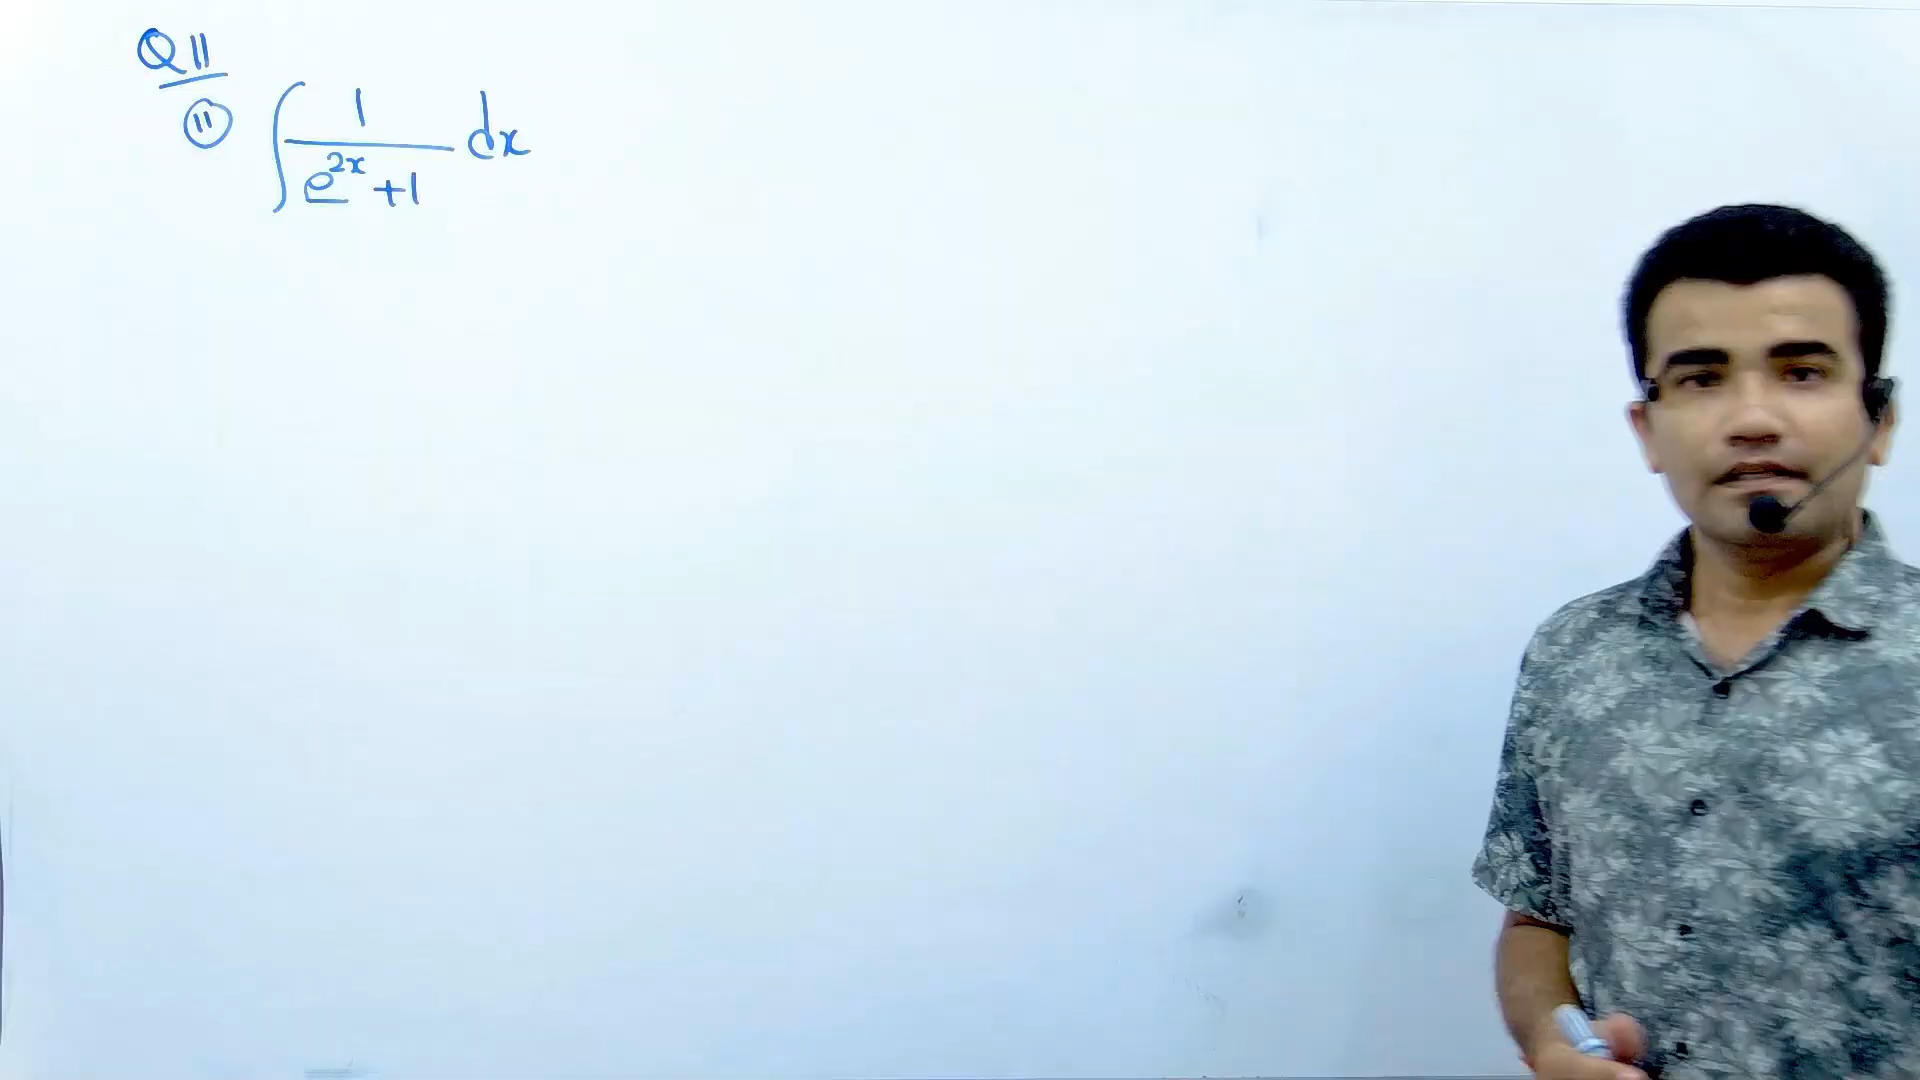 Q11
(11) ∫ 1/(e^{2x} + 1) dx